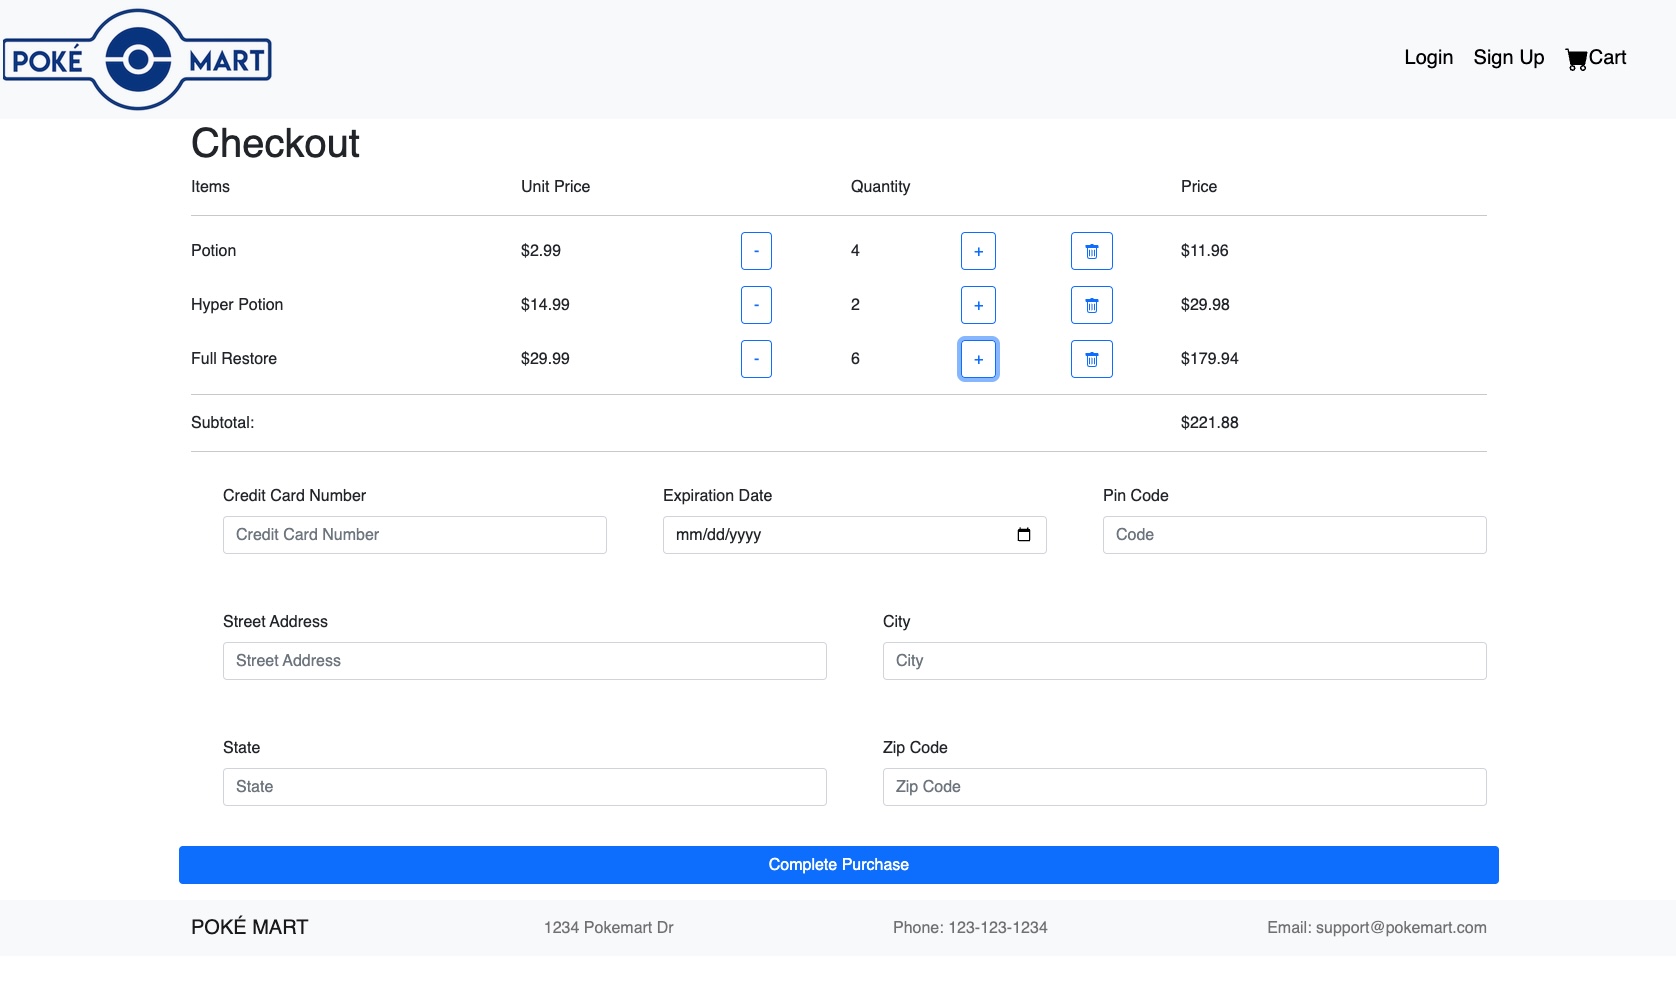 POKÉ MART
Login Sign Up Cart
Checkout
Items Unit Price Quantity Price
Potion $2.99 - 4 + $11.96
Hyper Potion $14.99 - 2 + $29.98
Full Restore $29.99 - 6 + $179.94
Subtotal: $221.88
Credit Card Number Expiration Date Pin Code
Credit Card Number mm/dd/yyyy Code
Street Address City
Street Address City
State Zip Code
State Zip Code
Complete Purchase
POKÉ MART 1234 Pokemart Dr Phone: 123-123-1234 Email: support@pokemart.com